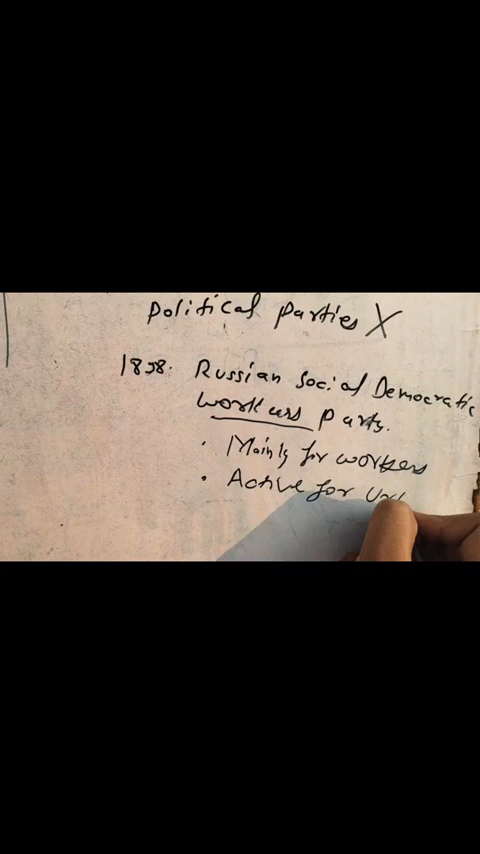 Political Parties X
1898. Russian Social Democratic
workers party.
• Mainly for workers
• Active for